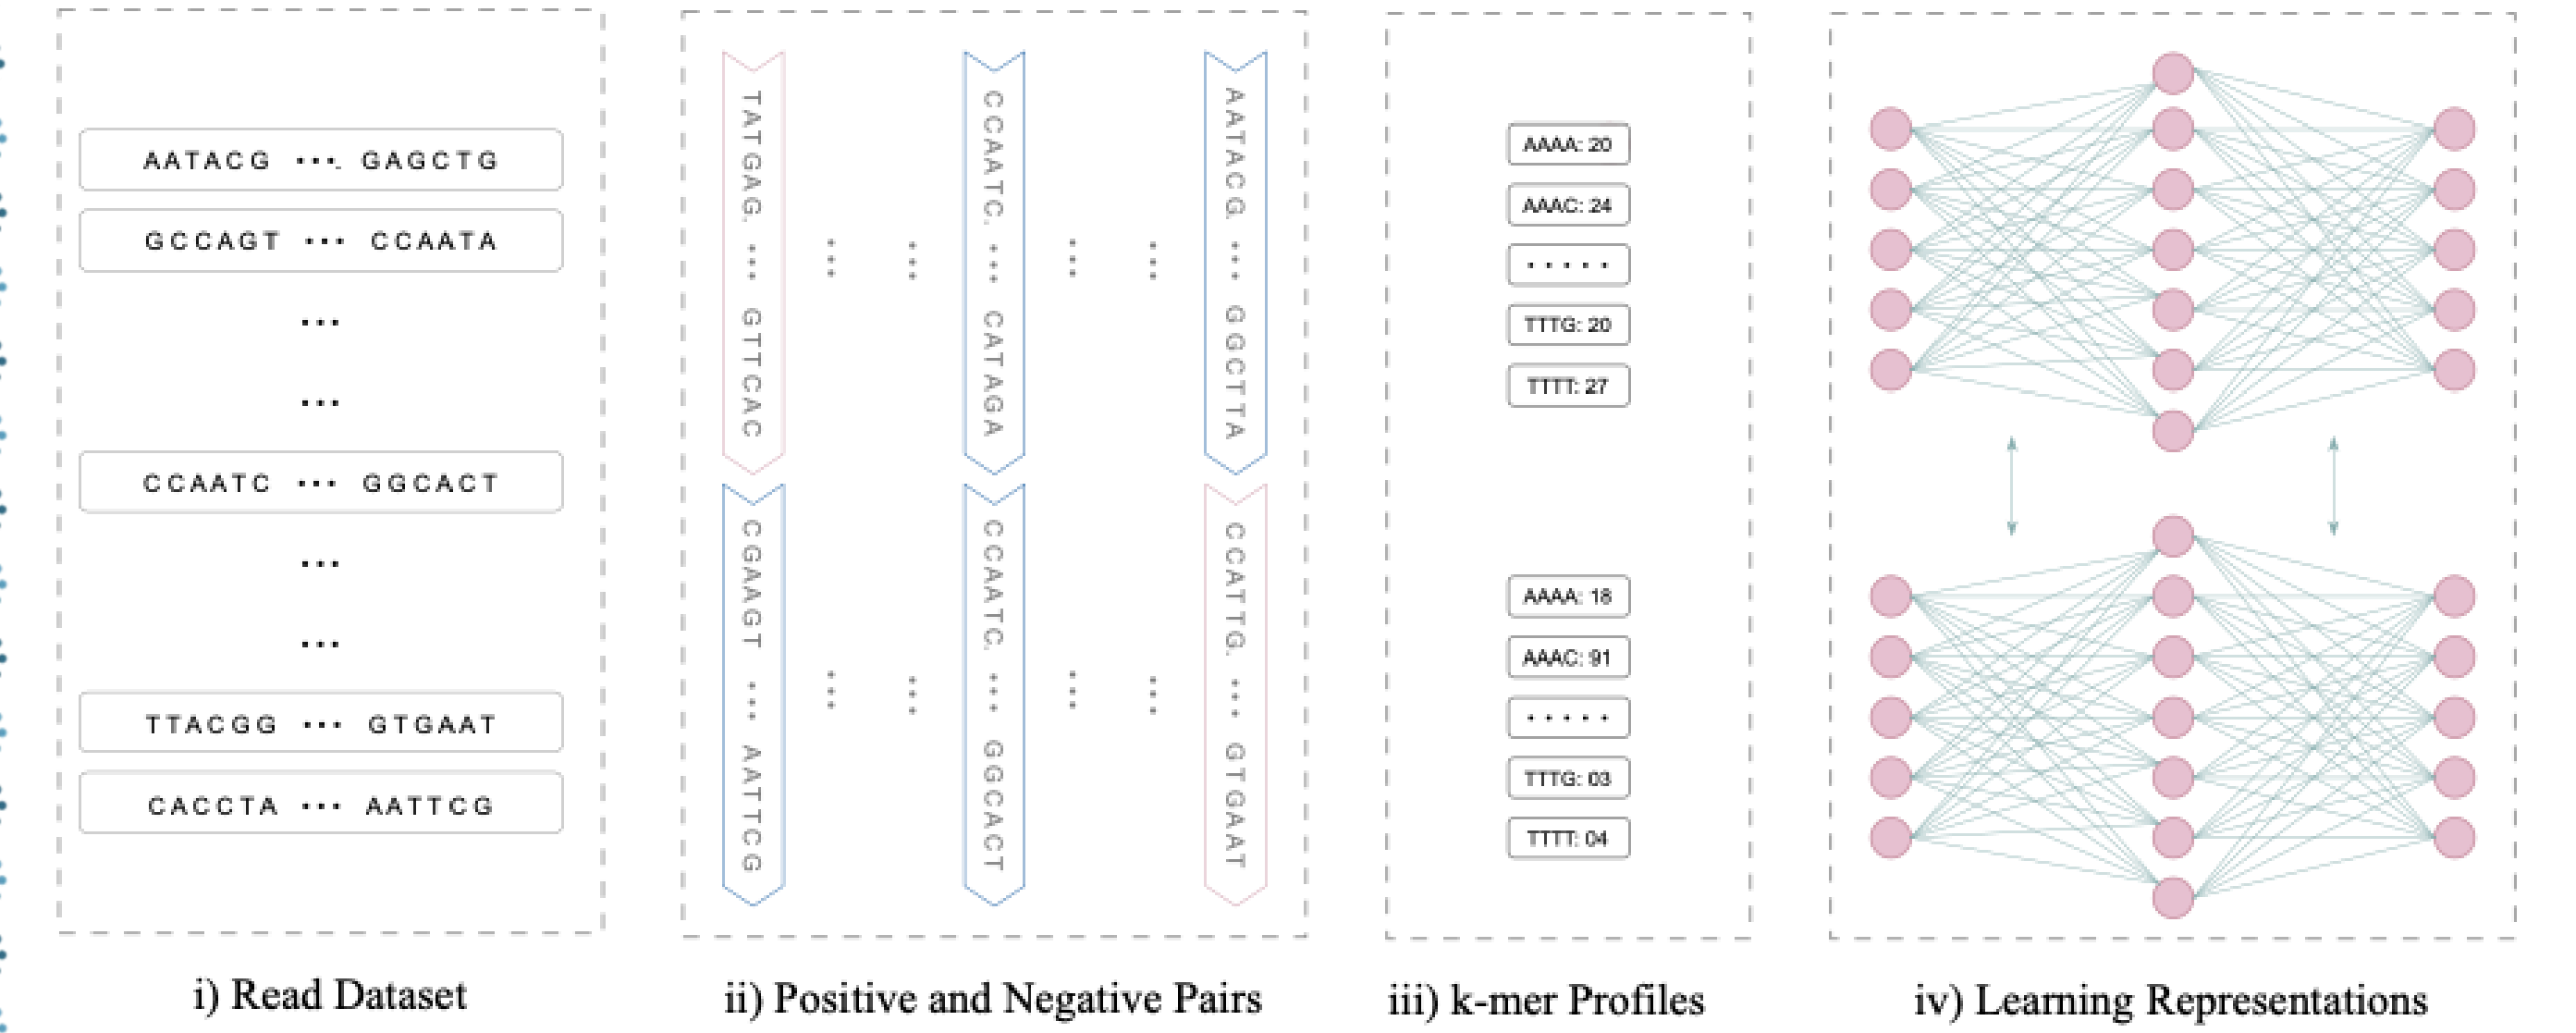 AATACG ···. GAGCTG
GCCAGT ··· CCAATA
···
···
CCAATC ··· GGCACT
···
···
TTACGG ··· GTGAAT
CACCTA ··· AATTCG
i) Read Dataset
TATGAG. ··· GTTCAC
CCAATC. ··· CATAGA
AATACG. ··· GGCTTA
CGAAGT ··· AATTCG
CCAATC. ··· GGCACT
CCATTG. ··· GTGAAT
ii) Positive and Negative Pairs
AAAA: 20
AAAC: 24
·····
TTTG: 20
TTTT: 27
AAAA: 18
AAAC: 91
·····
TTTG: 03
TTTT: 04
iii) k-mer Profiles
iv) Learning Representations